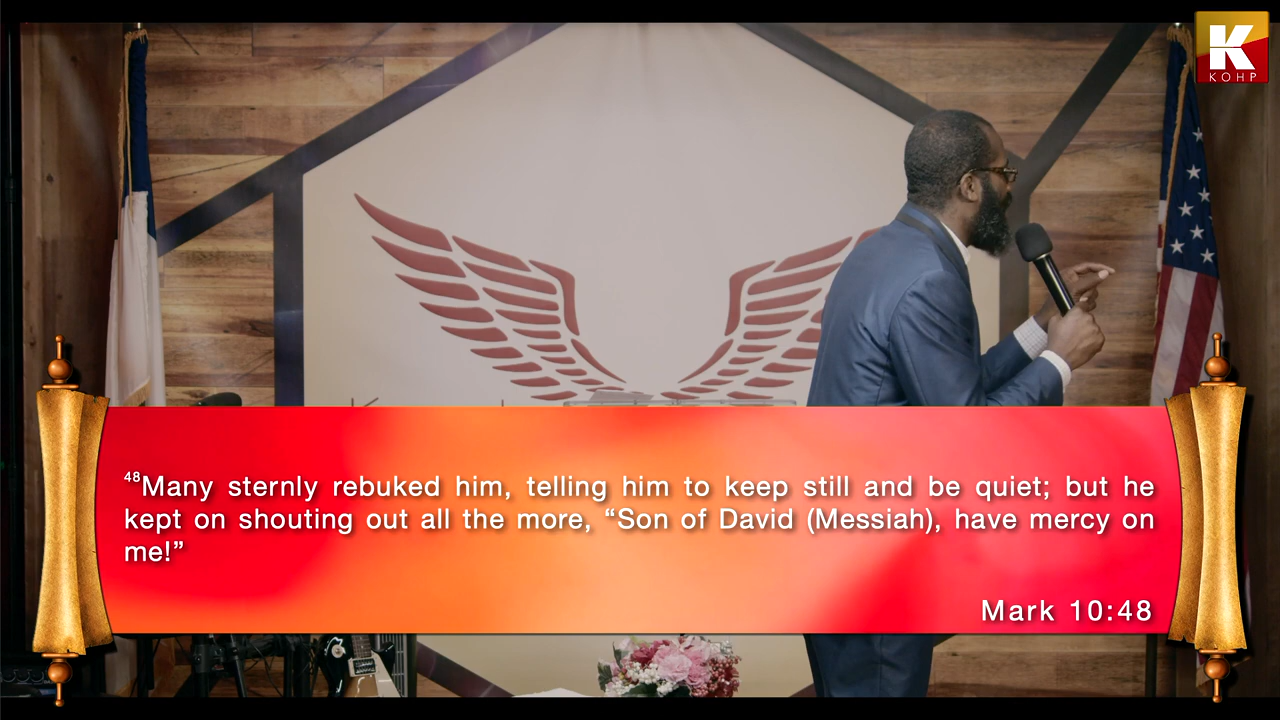 K
KOHP
48Many sternly rebuked him, telling him to keep still and be quiet; but he
kept on shouting out all the more, “Son of David (Messiah), have mercy on
me!”
Mark 10:48